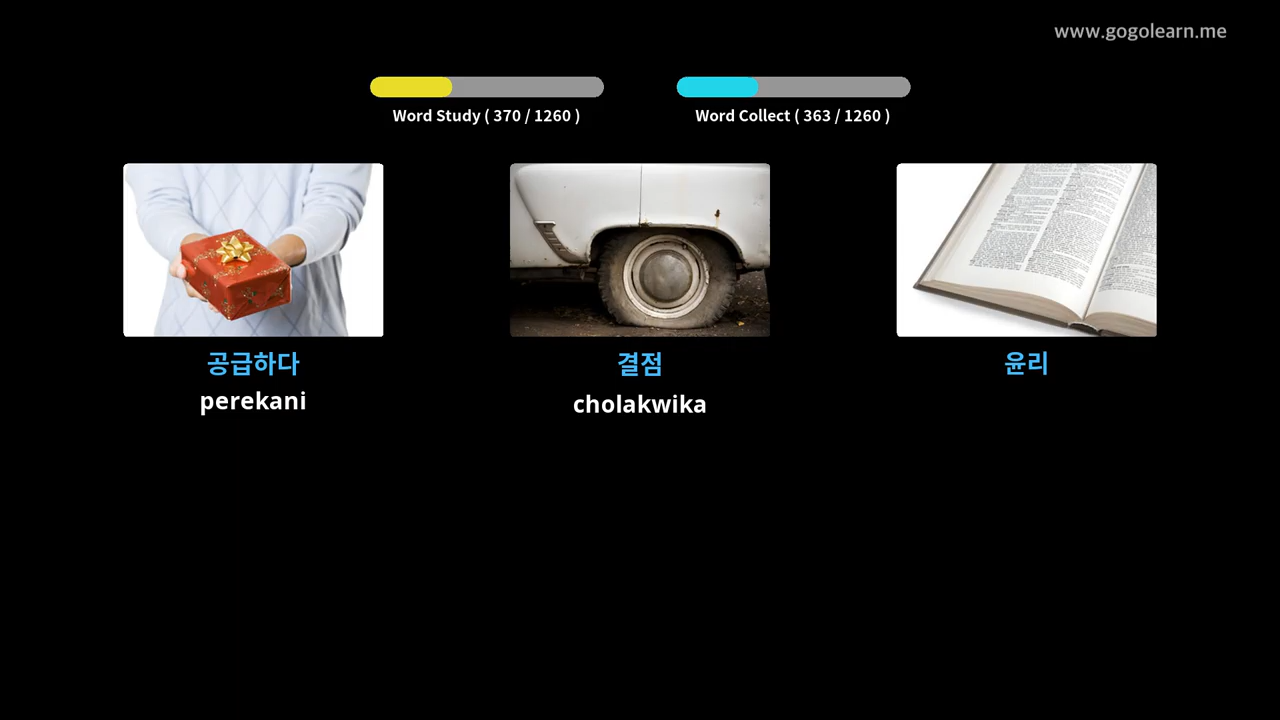 www.gogolearn.me
Word Study ( 370 / 1260 )
Word Collect ( 363 / 1260 )
공급하다
perekani
결점
cholakwika
윤리